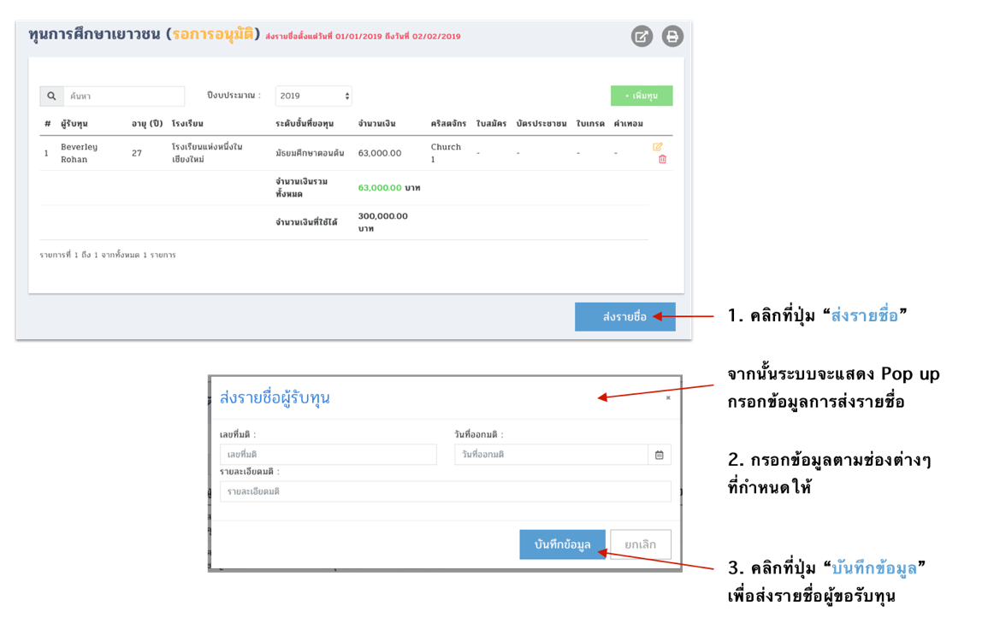 ทุนการศึกษาเยาวชน (รอการอนุมัติ) ส่งรายชื่อตั้งแต่วันที่ 01/01/2019 ถึงวันที่ 02/02/2019
ค้นหา ปีงบประมาณ : 2019 + เพิ่มทุน
# ผู้รับทุน อายุ (ปี) โรงเรียน ระดับชั้นที่ขอทุน จำนวนเงิน คริสตจักร ใบสมัคร บัตรประชาชน ใบเกรด ค่าเทอม
1 Beverley Rohan 27 โรงเรียนแห่งหนึ่งใน เชียงใหม่ มัธยมศึกษาตอนต้น 63,000.00 Church 1 - - - -
จำนวนเงินรวม ทั้งหมด 63,000.00 บาท
จำนวนเงินที่ใช้ได้ 300,000.00 บาท
รายการที่ 1 ถึง 1 จากทั้งหมด 1 รายการ
ส่งรายชื่อ
1. คลิกที่ปุ่ม “ส่งรายชื่อ”
จากนั้นระบบจะแสดง Pop up
กรอกข้อมูลการส่งรายชื่อ
ส่งรายชื่อผู้รับทุน ×
เลขที่มติ : วันที่ออกมติ :
เลขที่มติ วันที่ออกมติ
รายละเอียดมติ :
รายละเอียดมติ
2. กรอกข้อมูลตามช่องต่างๆ
ที่กำหนดให้
บันทึกข้อมูล ยกเลิก
3. คลิกที่ปุ่ม “บันทึกข้อมูล”
เพื่อส่งรายชื่อผู้ขอรับทุน